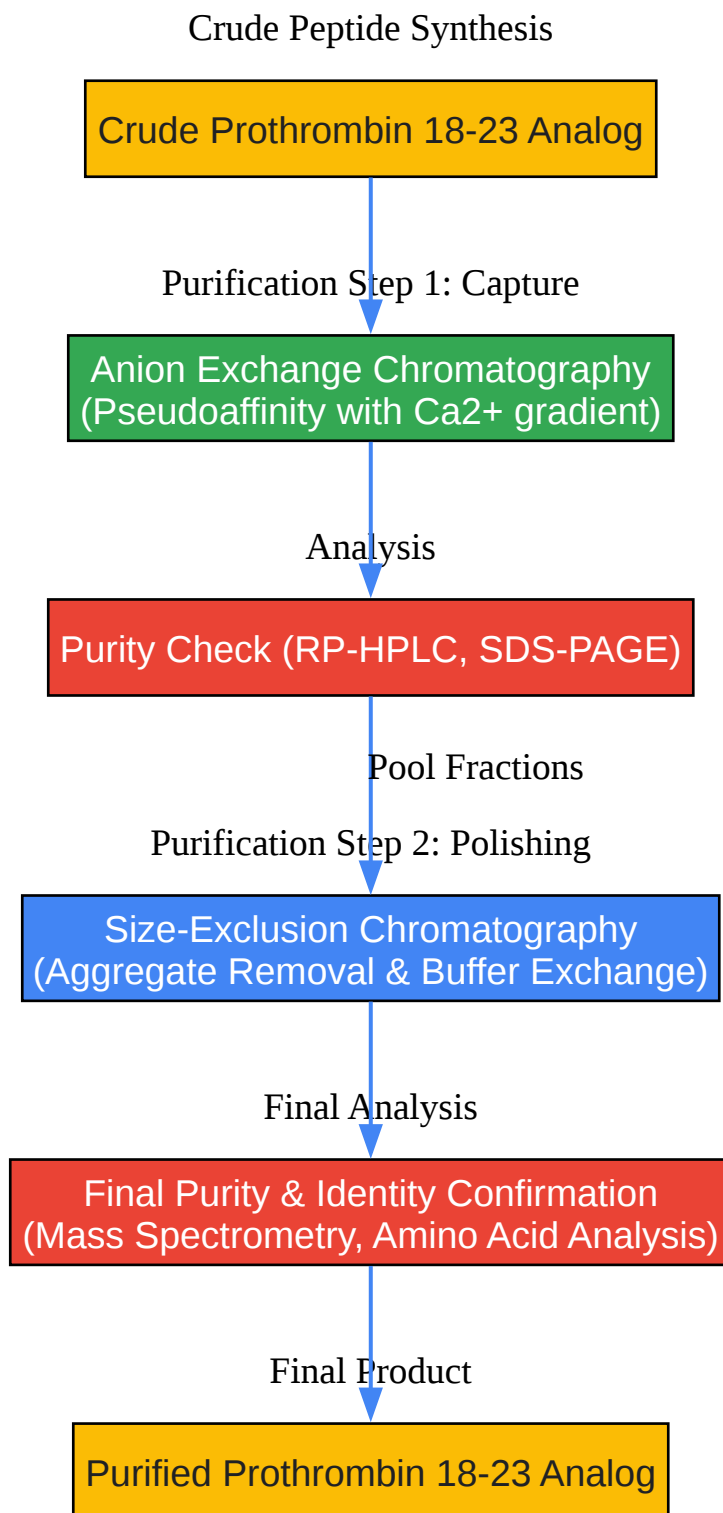 Crude Peptide Synthesis
Crude Prothrombin 18-23 Analog
Purification Step 1: Capture
Anion Exchange Chromatography
(Pseudoaffinity with Ca2+ gradient)
Analysis
Purity Check (RP-HPLC, SDS-PAGE)
Pool Fractions
Purification Step 2: Polishing
Size-Exclusion Chromatography
(Aggregate Removal & Buffer Exchange)
Final Analysis
Final Purity & Identity Confirmation
(Mass Spectrometry, Amino Acid Analysis)
Final Product
Purified Prothrombin 18-23 Analog